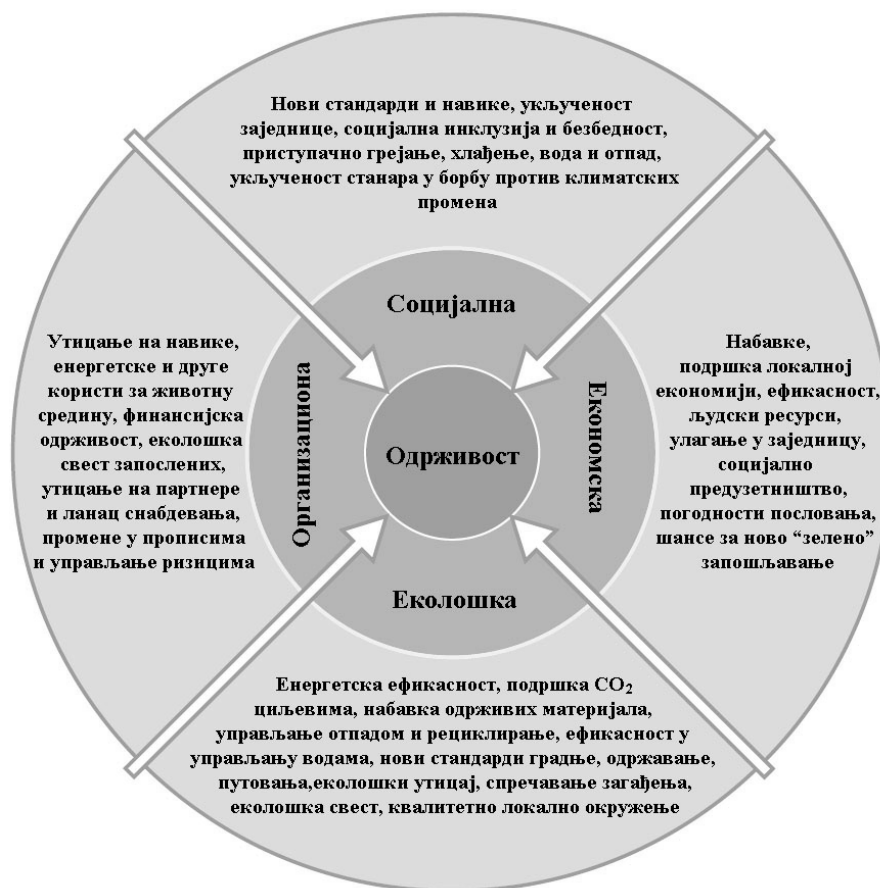 Нови стандарди и навике, укљученост
заједнице, социјална инклузија и безбедност,
приступачно грејање, хлађење, вода и отпад,
укљученост станара у борбу против климатских
промена
Социјална
Утицање на навике,
енергетске и друге
користи за животну
средину, финансијска
одрживост, еколошка
свест запослених,
утицање на партнере
и ланац снабдевања,
промене у прописима
и управљање ризицима
Организациона
Одрживост
Економска
Набавке,
подршка локалној
економији, ефикасност,
људски ресурси,
улагање у заједницу,
социјално
предузетништво,
погодности пословања,
шансе за ново “зелено”
запошљавање
Еколошка
Енергетска ефикасност, подршка CO₂
циљевима, набавка одрживих материјала,
управљање отпадом и рециклирање, ефикасност у
управљању водама, нови стандарди градње, одржавање,
путовања,еколошки утицај, спречавање загађења,
еколошка свест, квалитетно локално окружење